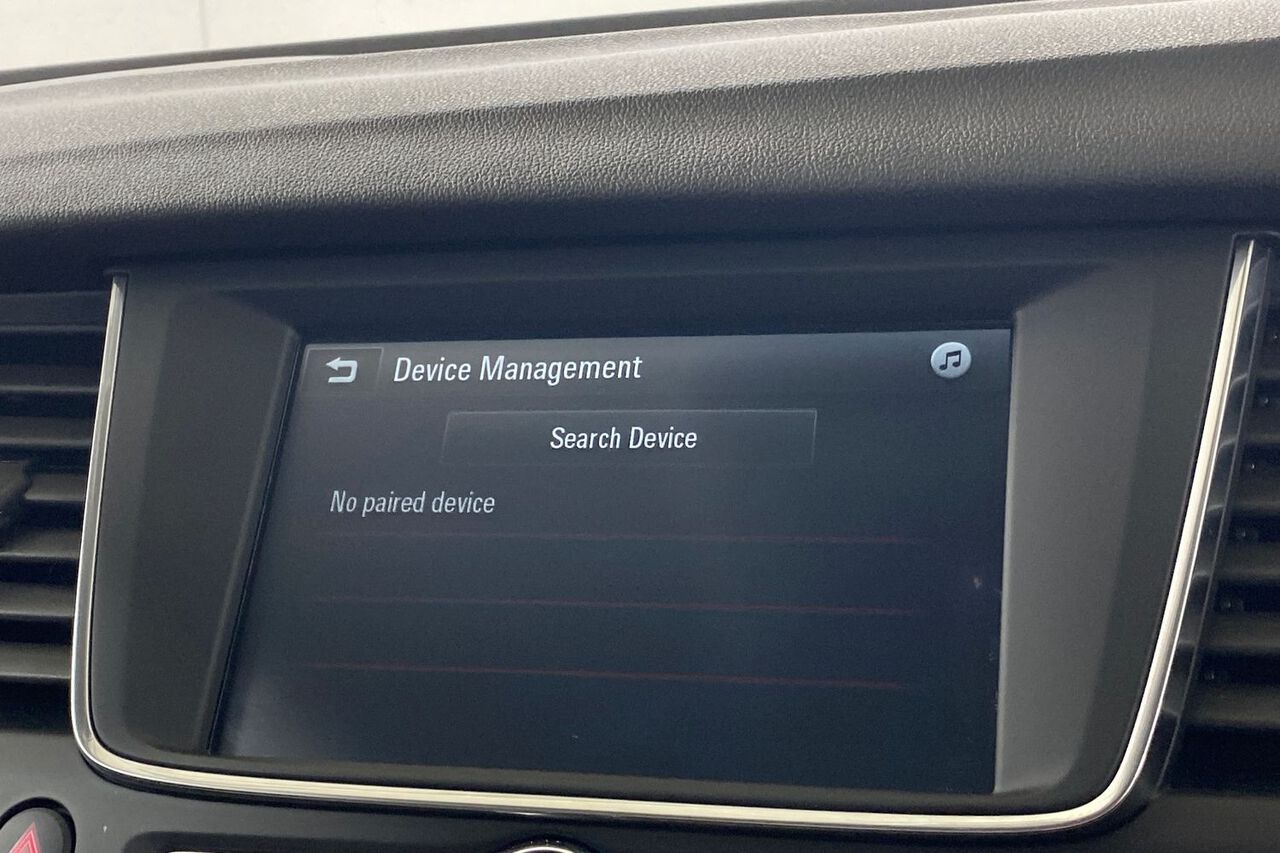 Device Management
Search Device
No paired device